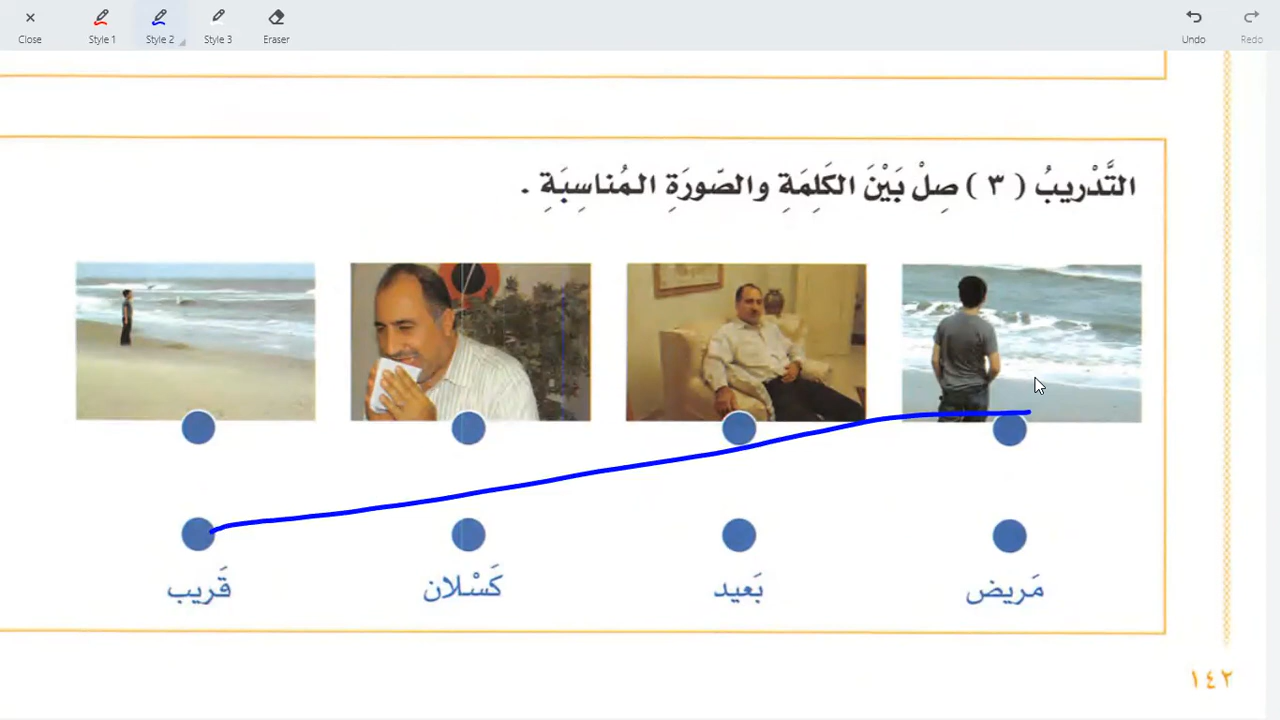 Close
Style 1
Style 2
Style 3
Eraser
Undo
Redo
التَّدْريبُ ( ٣ ) صِلْ بَيْنَ الكَلِمَةِ والصّورَةِ المُناسِبَةِ .
مَريض
بَعيد
كَسْلان
قَريب
١٤٢